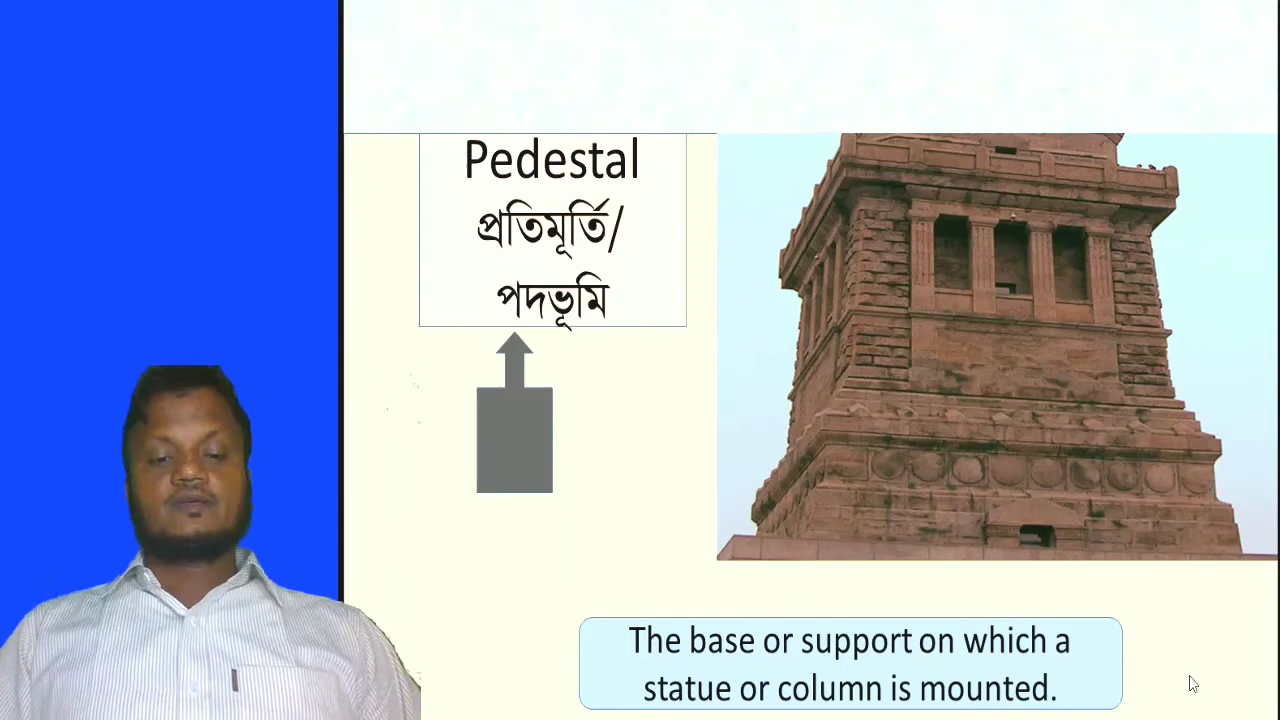 Pedestal
প্রতিমূর্তি/
পদভূমি
The base or support on which a
statue or column is mounted.